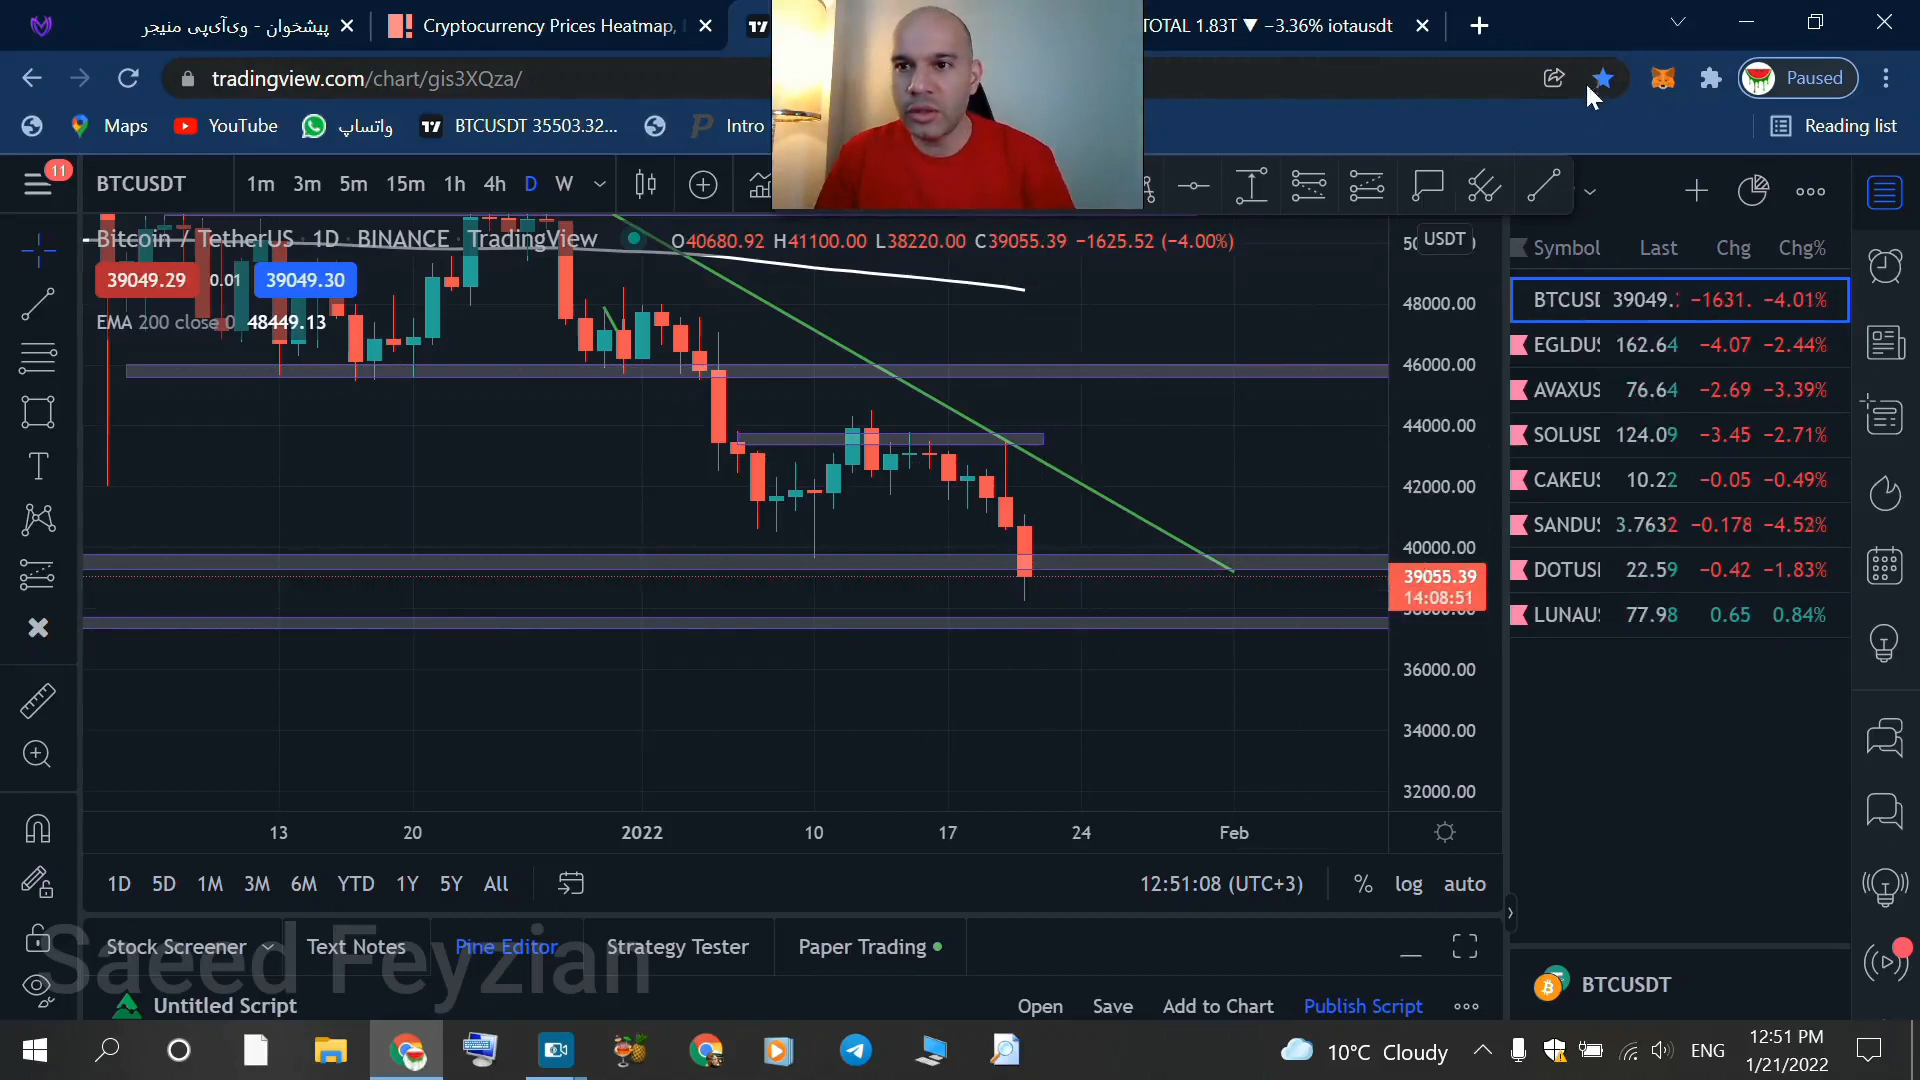 پیشخوان - وی‌آی‌پی منیجر
Cryptocurrency Prices Heatmap,
TOTAL 1.83T ▼ −3.36% iotausdt
tradingview.com/chart/gis3XQza/
Paused
Maps
YouTube
واتساپ
BTCUSDT 35503.32...
Intro
Reading list
11
BTCUSDT
1m 3m 5m 15m 1h 4h D W
Bitcoin / TetherUS · 1D · BINANCE · TradingView
O40680.92 H41100.00 L38220.00 C39055.39 −1625.52 (−4.00%)
USDT
39049.29 0.01 39049.30
EMA 200 close 0 48449.13
48000.00
46000.00
44000.00
42000.00
40000.00
39055.39
14:08:51
36000.00
34000.00
32000.00
13 20 2022 10 17 24 Feb
Symbol Last Chg Chg%
BTCUSD 39049. −1631. −4.01%
EGLDUS 162.64 −4.07 −2.44%
AVAXUS 76.64 −2.69 −3.39%
SOLUSD 124.09 −3.45 −2.71%
CAKEUS 10.22 −0.05 −0.49%
SANDUS 3.7632 −0.178 −4.52%
DOTUSI 22.59 −0.42 −1.83%
LUNAUS 77.98 0.65 0.84%
1D 5D 1M 3M 6M YTD 1Y 5Y All
12:51:08 (UTC+3) % log auto
Stock Screener Text Notes Pine Editor Strategy Tester Paper Trading
Saeed Feyzian
Untitled Script
Open Save Add to Chart Publish Script
BTCUSDT
10°C Cloudy
ENG
12:51 PM
1/21/2022